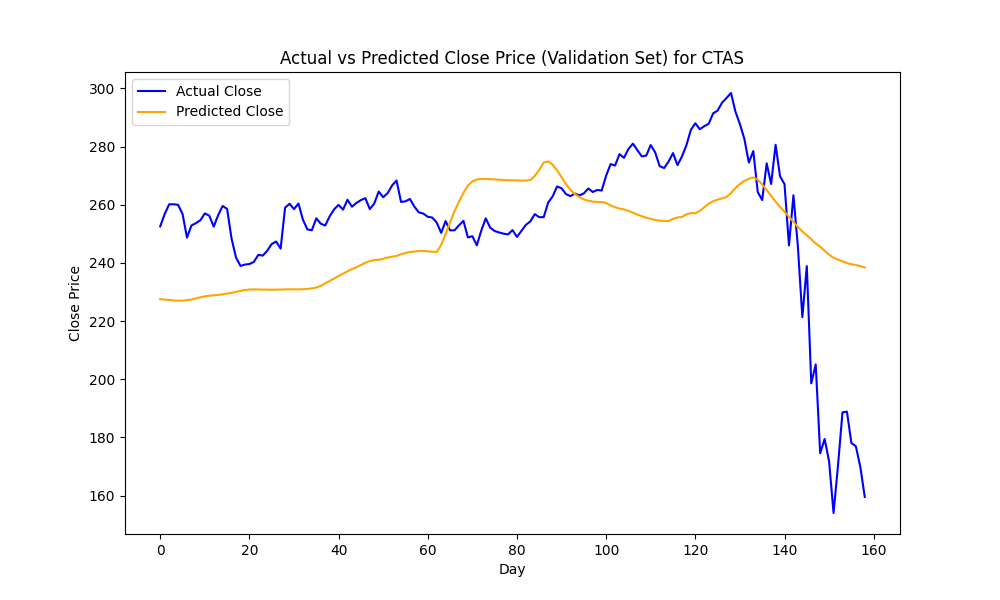 Actual vs Predicted Close Price (Validation Set) for CTAS
Actual Close
Predicted Close
Close Price
300
280
260
240
220
200
180
160
0 20 40 60 80 100 120 140 160
Day